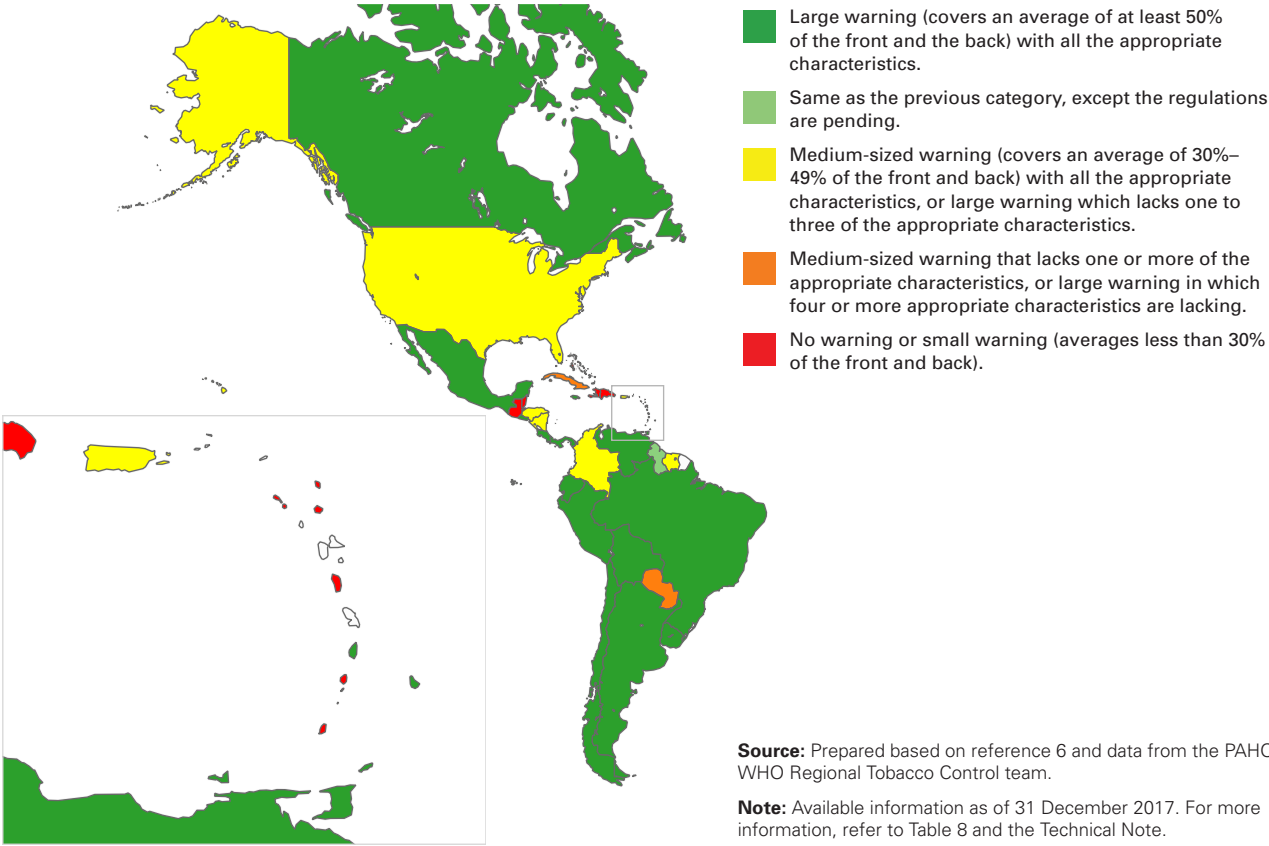 Large warning (covers an average of at least 50%
of the front and the back) with all the appropriate
characteristics.
Same as the previous category, except the regulations
are pending.
Medium-sized warning (covers an average of 30%–
49% of the front and back) with all the appropriate
characteristics, or large warning which lacks one to
three of the appropriate characteristics.
Medium-sized warning that lacks one or more of the
appropriate characteristics, or large warning in which
four or more appropriate characteristics are lacking.
No warning or small warning (averages less than 30%
of the front and back).
Source: Prepared based on reference 6 and data from the PAHO
WHO Regional Tobacco Control team.
Note: Available information as of 31 December 2017. For more
information, refer to Table 8 and the Technical Note.